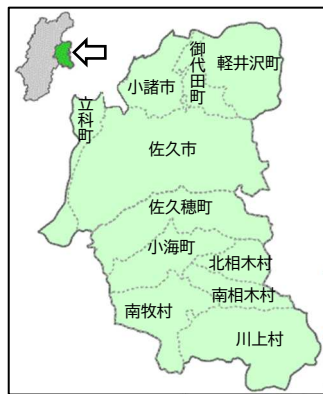 軽井沢町
御代田町
小諸市
立科町
佐久市
佐久穂町
小海町
北相木村
南相木村
南牧村
川上村